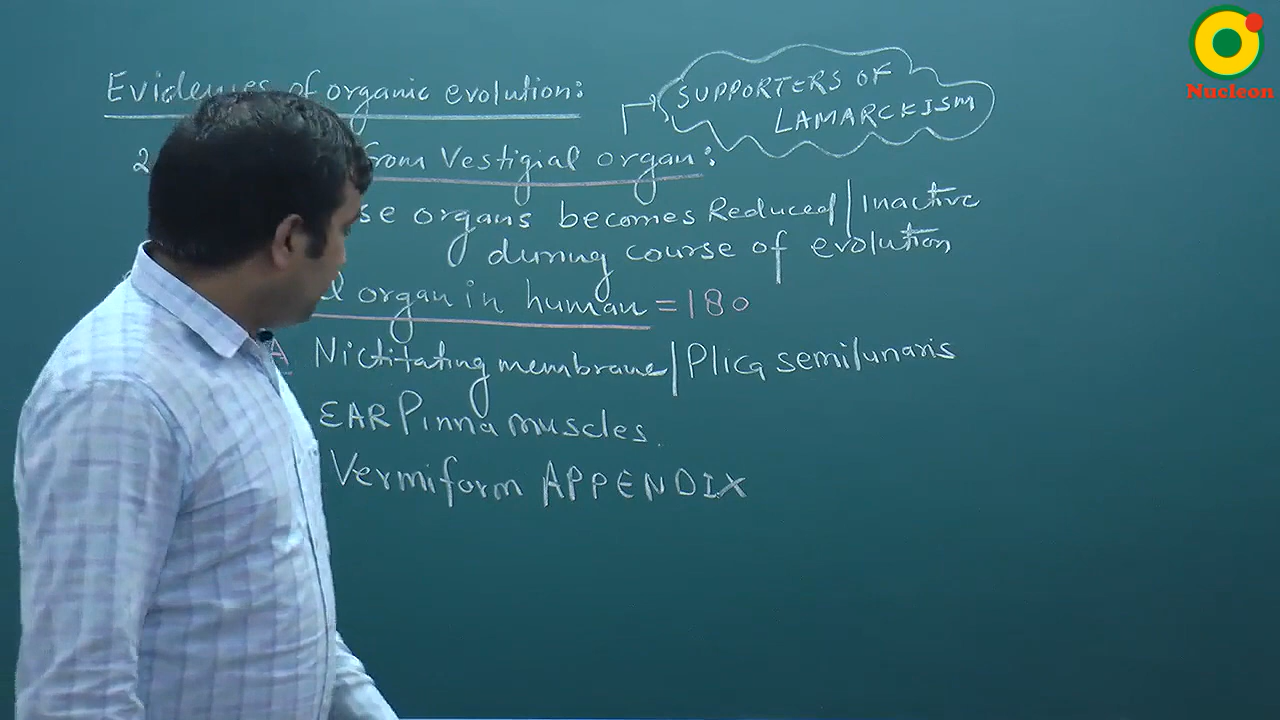 Evidences of organic evolution:
SUPPORTERS OF
LAMARCKISM
Nucleon
2
from Vestigial organ:
se organs becomes Reduced/Inactive
during course of evolution
organ in human = 180
A Nictitating membrane/Plica semilunaris
EAR Pinna muscles.
Vermiform APPENDIX